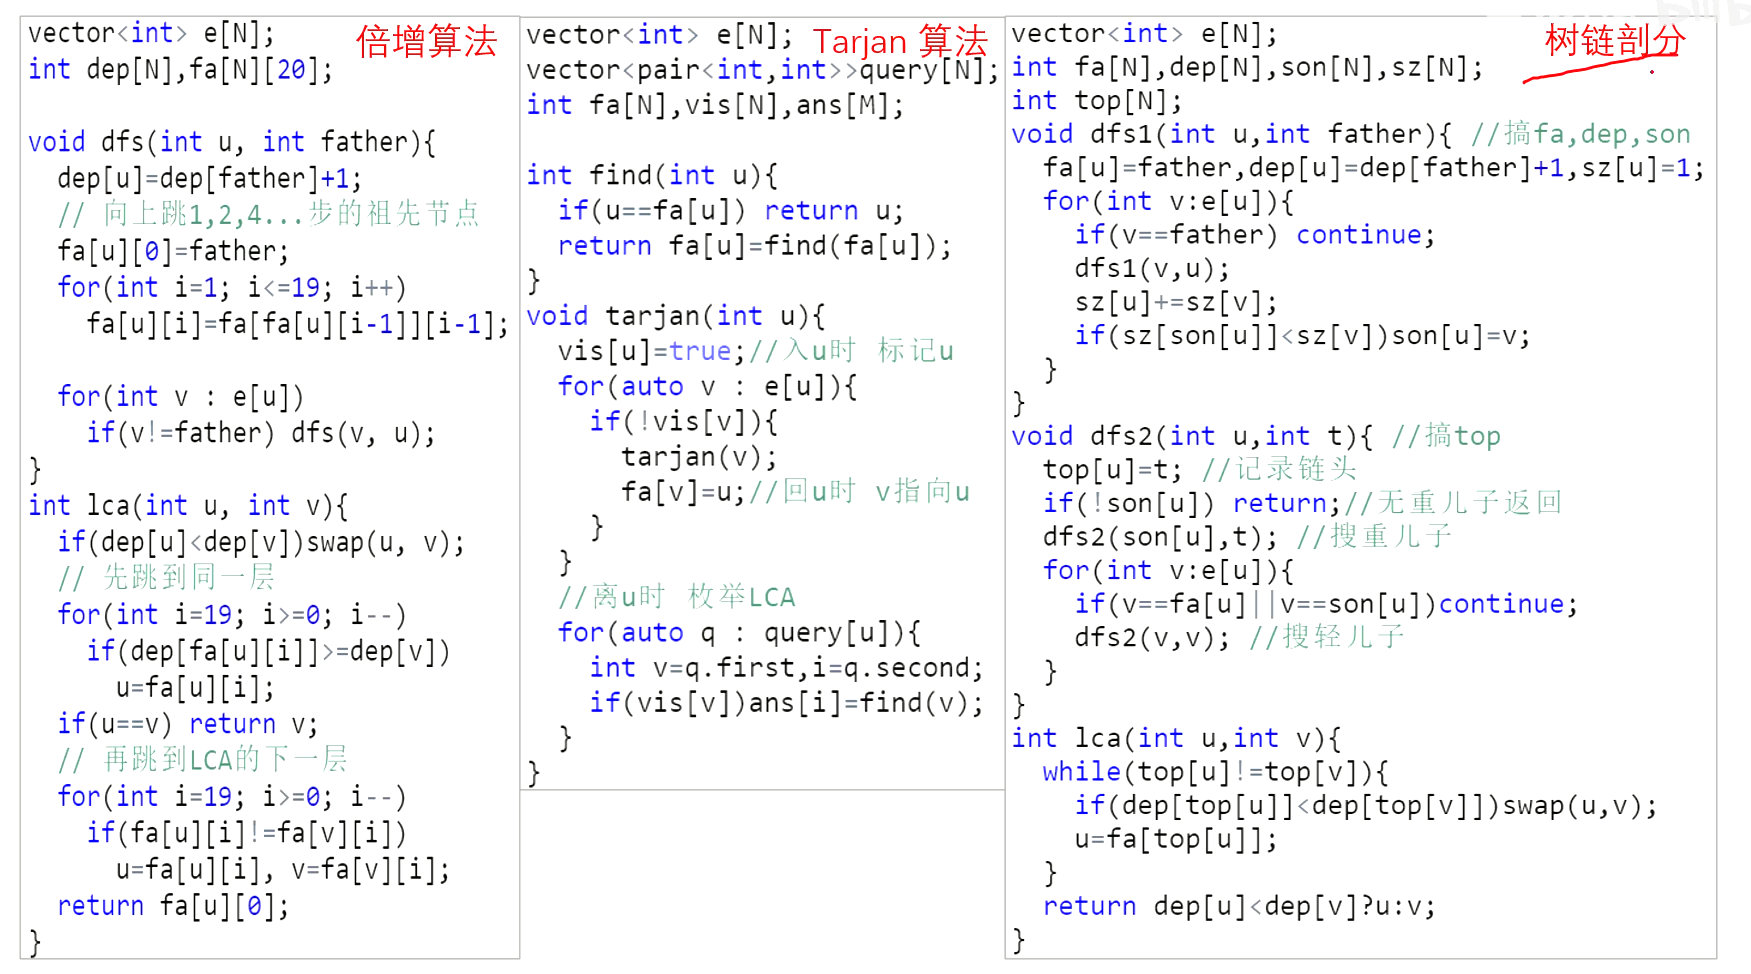 倍增算法
vector<int> e[N];
int dep[N],fa[N][20];
void dfs(int u, int father){
dep[u]=dep[father]+1;
// 向上跳1,2,4...步的祖先节点
fa[u][0]=father;
for(int i=1; i<=19; i++)
fa[u][i]=fa[fa[u][i-1]][i-1];
for(int v : e[u])
if(v!=father) dfs(v, u);
}
int lca(int u, int v){
if(dep[u]<dep[v])swap(u, v);
// 先跳到同一层
for(int i=19; i>=0; i--)
if(dep[fa[u][i]]>=dep[v])
u=fa[u][i];
if(u==v) return v;
// 再跳到LCA的下一层
for(int i=19; i>=0; i--)
if(fa[u][i]!=fa[v][i])
u=fa[u][i], v=fa[v][i];
return fa[u][0];
}
Tarjan 算法
vector<int> e[N];
vector<pair<int,int>>query[N];
int fa[N],vis[N],ans[M];
int find(int u){
if(u==fa[u]) return u;
return fa[u]=find(fa[u]);
}
void tarjan(int u){
vis[u]=true;//入u时 标记u
for(auto v : e[u]){
if(!vis[v]){
tarjan(v);
fa[v]=u;//回u时 v指向u
}
}
//离u时 枚举LCA
for(auto q : query[u]){
int v=q.first,i=q.second;
if(vis[v])ans[i]=find(v);
}
}
树链剖分
vector<int> e[N];
int fa[N],dep[N],son[N],sz[N];
int top[N];
void dfs1(int u,int father){ //搞fa,dep,son
fa[u]=father,dep[u]=dep[father]+1,sz[u]=1;
for(int v:e[u]){
if(v==father) continue;
dfs1(v,u);
sz[u]+=sz[v];
if(sz[son[u]]<sz[v])son[u]=v;
}
}
void dfs2(int u,int t){ //搞top
top[u]=t; //记录链头
if(!son[u]) return;//无重儿子返回
dfs2(son[u],t); //搜重儿子
for(int v:e[u]){
if(v==fa[u]||v==son[u])continue;
dfs2(v,v); //搜轻儿子
}
}
int lca(int u,int v){
while(top[u]!=top[v]){
if(dep[top[u]]<dep[top[v]])swap(u,v);
u=fa[top[u]];
}
return dep[u]<dep[v]?u:v;
}